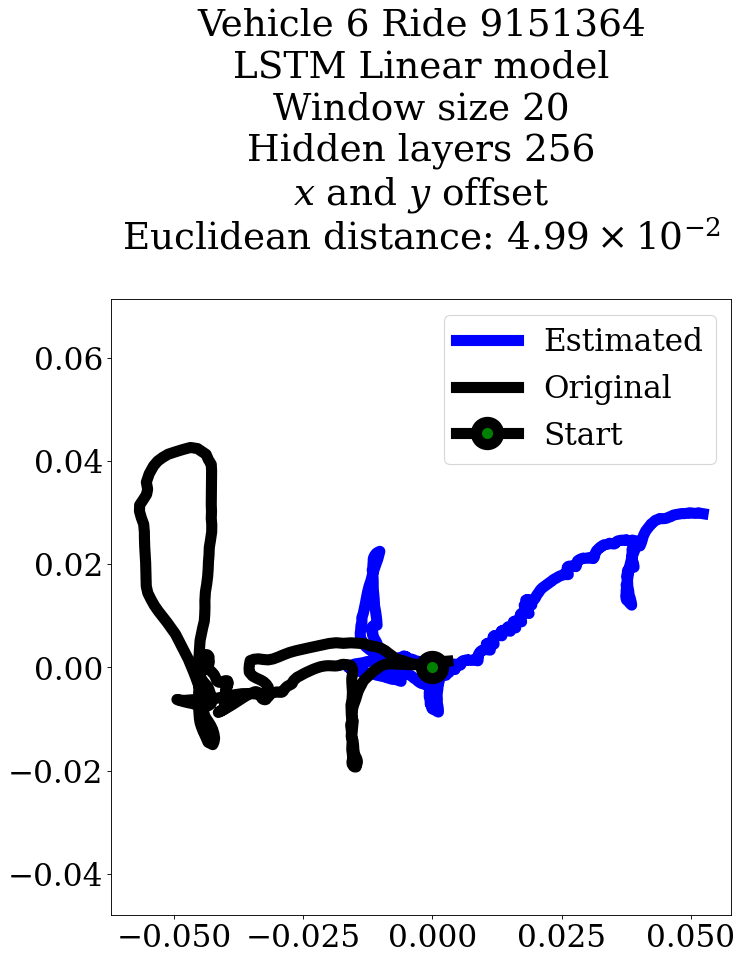 Vehicle 6 Ride 9151364
LSTM Linear model
Window size 20
Hidden layers 256
x and y offset
Euclidean distance: 4.99 × 10⁻²
Estimated
Original
Start
0.06
0.04
0.02
0.00
−0.02
−0.04
−0.050 −0.025 0.000 0.025 0.050